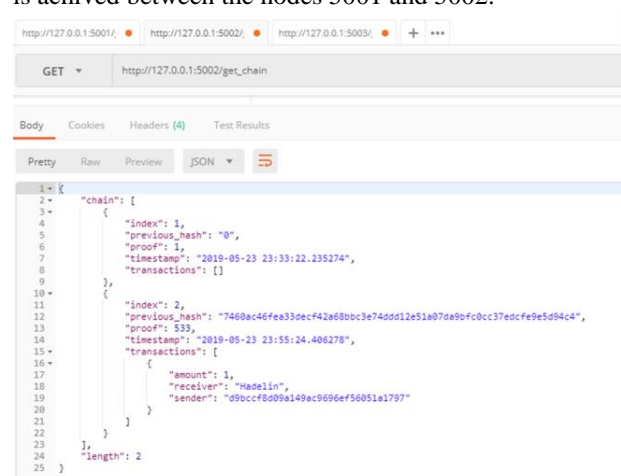 is achived between the nodes 5001 and 5002.
http://127.0.0.1:5001/ http://127.0.0.1:5002/ http://127.0.0.1:5003/ + •••
GET http://127.0.0.1:5002/get_chain
Body Cookies Headers (4) Test Results
Pretty Raw Preview JSON
1 {
2 "chain": [
3 {
4 "index": 1,
5 "previous_hash": "0",
6 "proof": 1,
7 "timestamp": "2019-05-23 23:33:22.235274",
8 "transactions": []
9 },
10 {
11 "index": 2,
12 "previous_hash": "7460ac46fea33decf42a68bbc3e74ddd12e51a07da9bfc0cc37edcfe9e5d94c4",
13 "proof": 533,
14 "timestamp": "2019-05-23 23:55:24.406278",
15 "transactions": [
16 {
17 "amount": 1,
18 "receiver": "Hadelin",
19 "sender": "d9bccf8d09a149ac9696ef56051a1797"
20 }
21 ]
22 }
23 ],
24 "length": 2
25 }